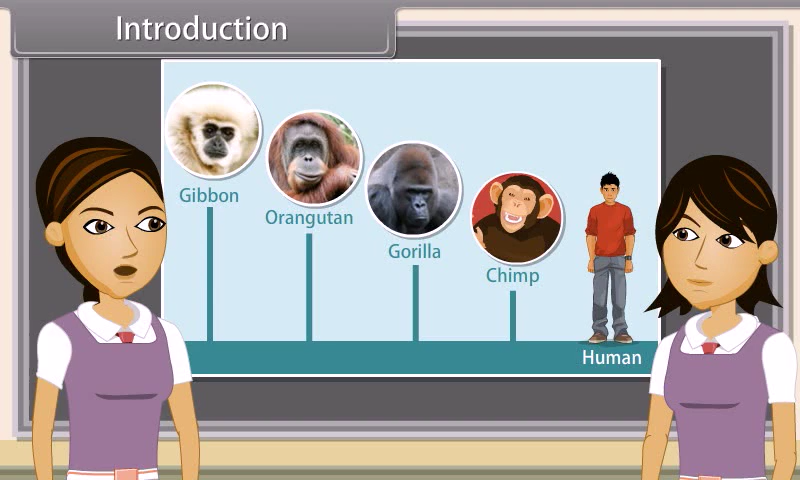 Introduction
Gibbon
Orangutan
Gorilla
Chimp
Human